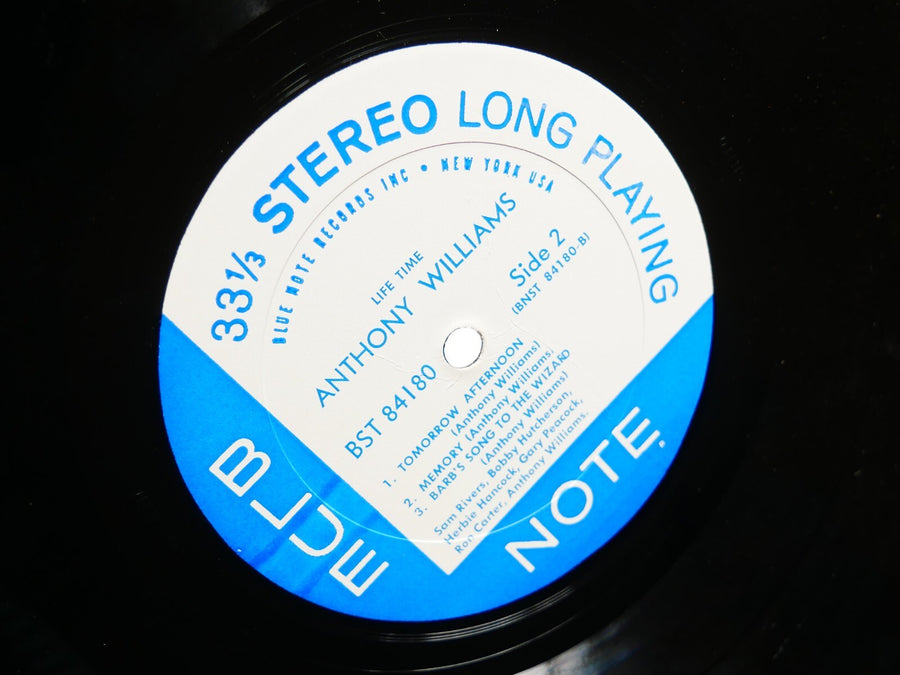 33⅓ STEREO LONG PLAYING
BLUE NOTE RECORDS INC • NEW YORK USA
LIFE TIME
ANTHONY WILLIAMS
BST 84180
Side 2
(BNST 84180-B)
1. TOMORROW AFTERNOON
(Anthony Williams)
2. MEMORY (Anthony Williams.
3. BARB'S SONG TO THE WIZARD
(Anthony Williams)
Sam Rivers, Bobby Hutcherson,
Herbie Hancock, Gary Peacock,
Ron Carter, Anthony Williams.
BLUE NOTE